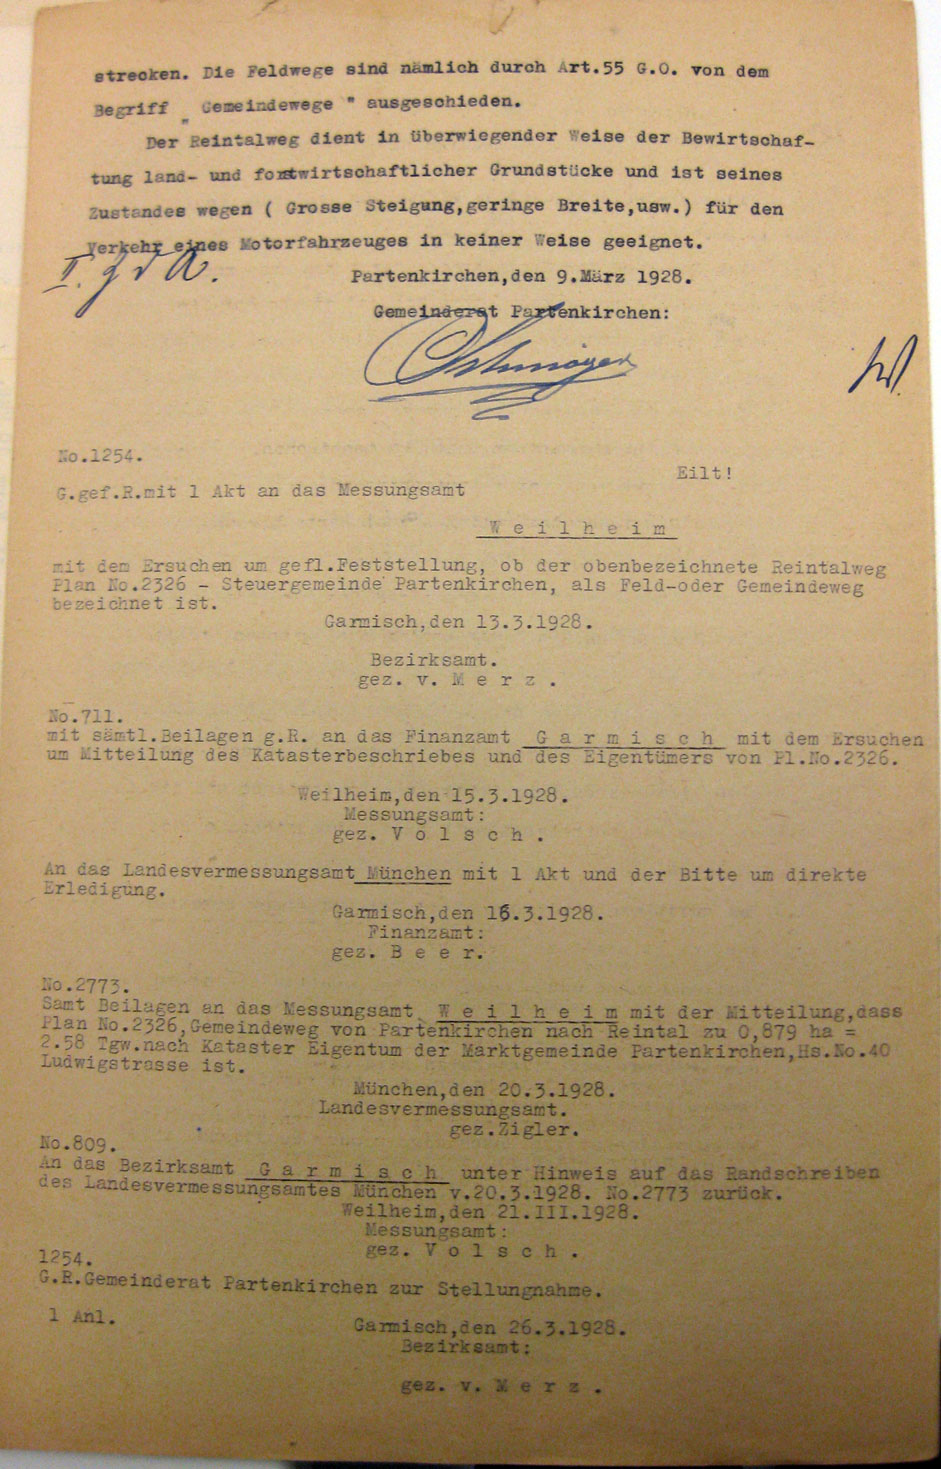 strecken. Die Feldwege sind nämlich durch Art.55 G.O. von dem
Begriff " Gemeindewege " ausgeschieden.
Der Reintalweg dient in überwiegender Weise der Bewirtschaf-
tung land- und forstwirtschaftlicher Grundstücke und ist seines
Zustandes wegen ( Grosse Steigung,geringe Breite,usw.) für den
Verkehr eines Motorfahrzeuges in keiner Weise geeignet.
Partenkirchen,den 9.März 1928.
Gemeinderat Partenkirchen:
No.1254.
Eilt!
G.gef.R.mit 1 Akt an das Messungsamt
W e i l h e i m
mit dem Ersuchen um gefl.Feststellung, ob der obenbezeichnete Reintalweg
Plan No.2326 - Steuergemeinde Partenkirchen, als Feld-oder Gemeindeweg
bezeichnet ist.
Garmisch,den 13.3.1928.
Bezirksamt.
gez. v. M e r z .
No.711.
mit sämtl.Beilagen g.R. an das Finanzamt G a r m i s c h mit dem Ersuchen
um Mitteilung des Katasterbeschriebes und des Eigentümers von Pl.No.2326.
Weilheim,den 15.3.1928.
Messungsamt:
gez. V o l s c h .
An das Landesvermessungsamt München mit 1 Akt und der Bitte um direkte
Erledigung.
Garmisch,den 16.3.1928.
Finanzamt:
gez. B e e r.
No.2773.
Samt Beilagen an das Messungsamt W e i l h e i m mit der Mitteilung,dass
Plan No.2326,Gemeindeweg von Partenkirchen nach Reintal zu 0,879 ha =
2.58 Tgw.nach Kataster Eigentum der Marktgemeinde Partenkirchen,Hs.No.40
Ludwigstrasse ist.
München,den 20.3.1928.
Landesvermessungsamt.
gez.Zigler.
No.809.
An das Bezirksamt G a r m i s c h unter Hinweis auf das Randschreiben
des Landesvermessungsamtes München v.20.3.1928. No.2773 zurück.
Weilheim,den 21.III.1928.
Messungsamt:
gez. V o l s c h .
1254.
G.R.Gemeinderat Partenkirchen zur Stellungnahme.
1 Anl.
Garmisch,den 26.3.1928.
Bezirksamt:
gez. v. M e r z .